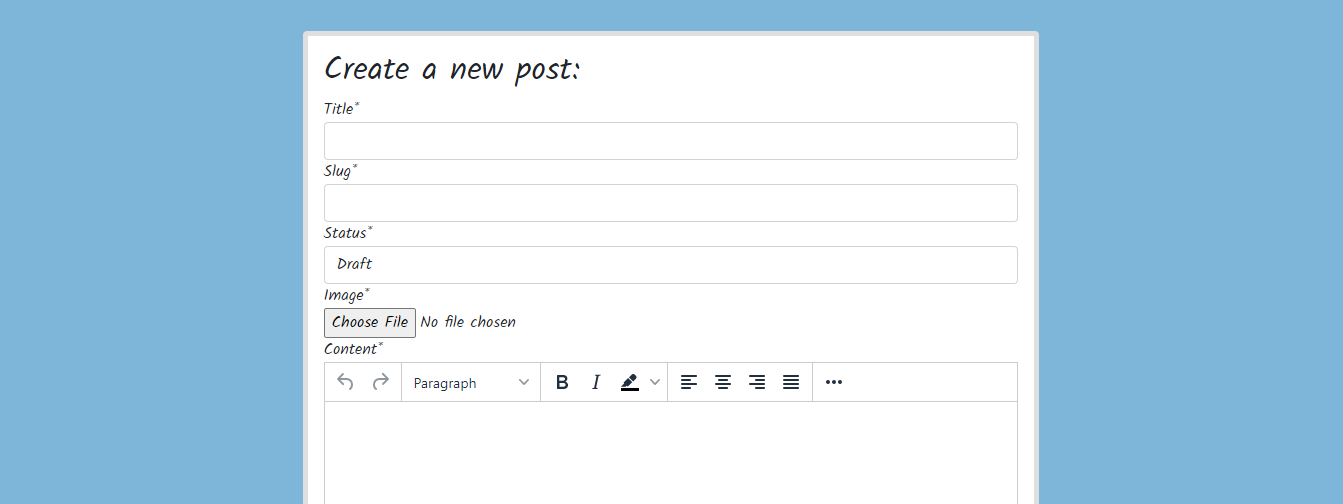 Create a new post:
Title*
Slug*
Status*
Draft
Image*
Choose File No file chosen
Content*
Paragraph B I